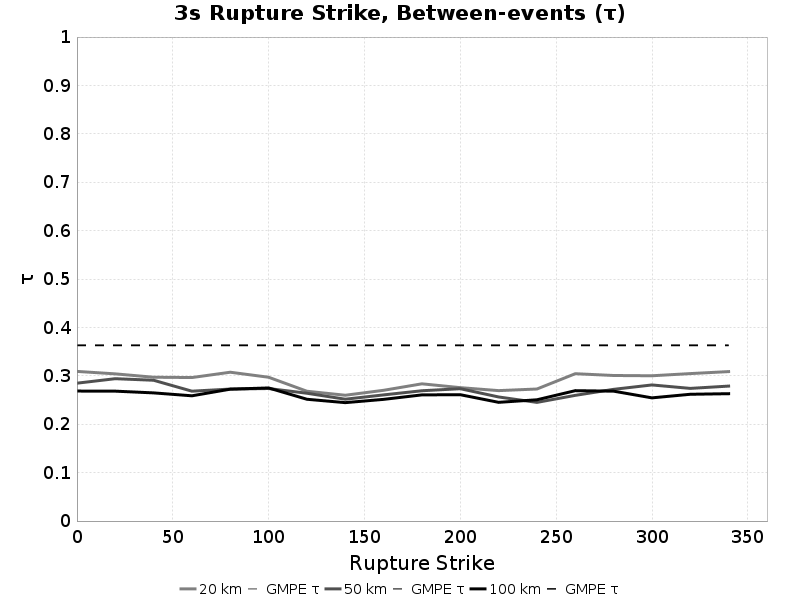 3s Rupture Strike, Between-events (τ)
1
0.9
0.8
0.7
0.6
0.5
0.4
0.3
0.2
0.1
0
τ
0 50 100 150 200 250 300 350
Rupture Strike
20 km GMPE τ 50 km GMPE τ 100 km GMPE τ